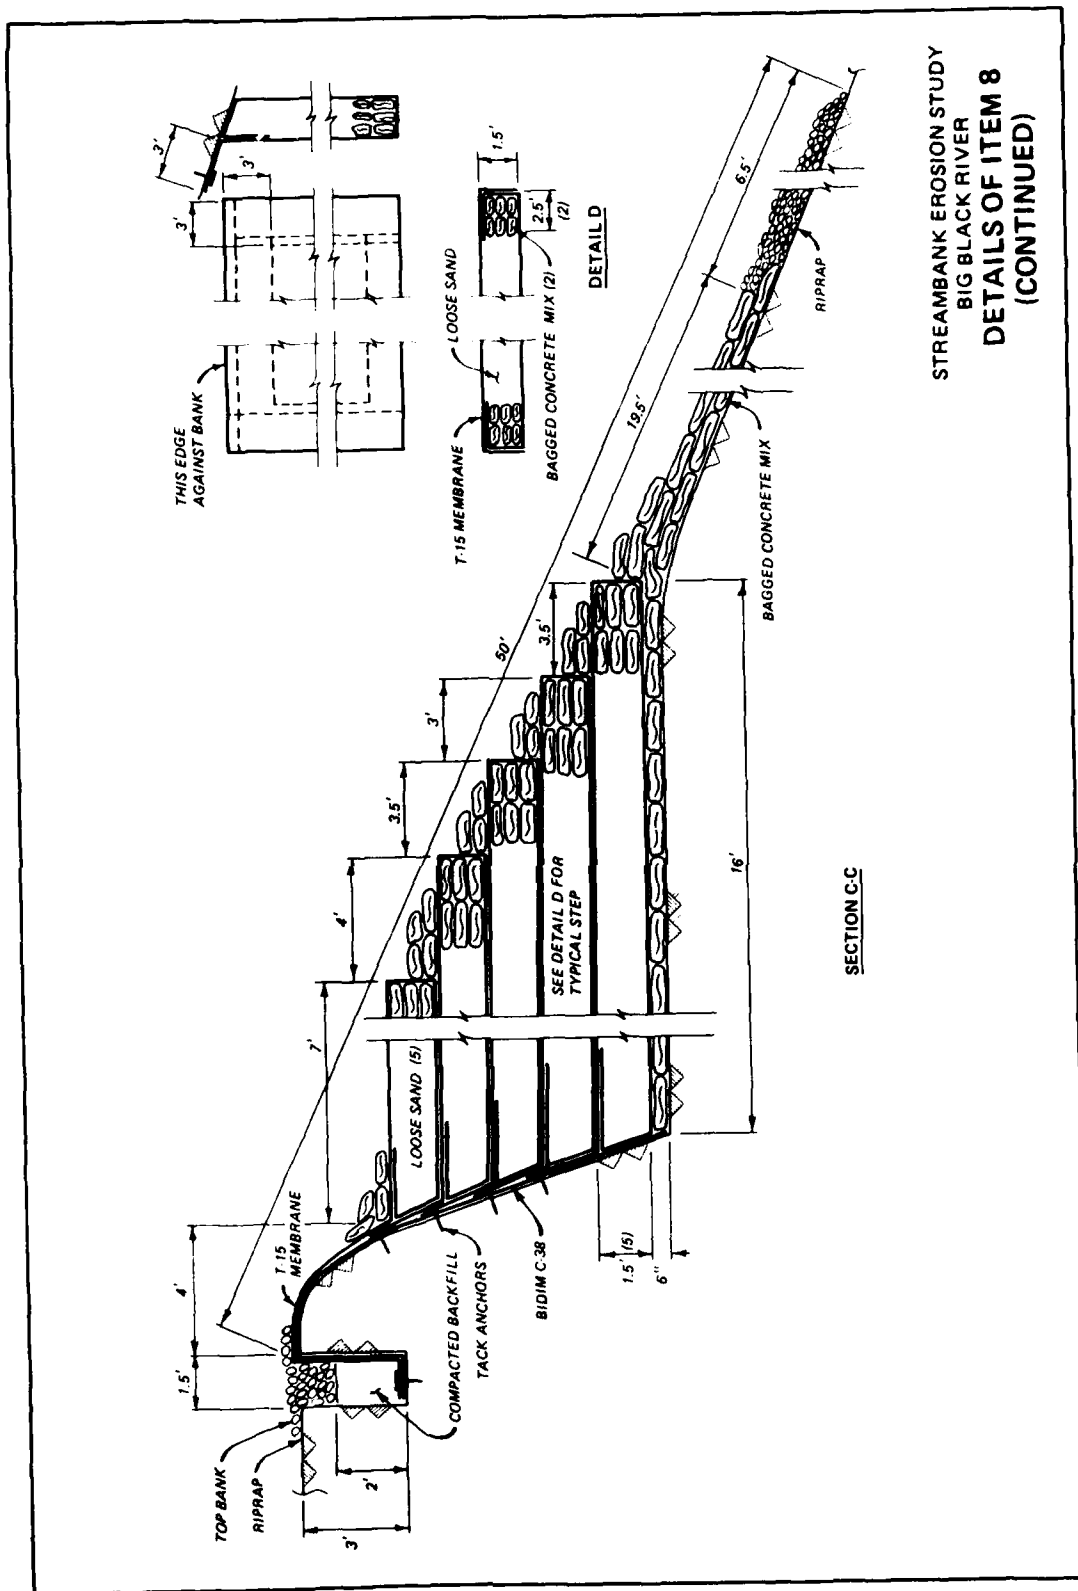 3'
3'
3'
THIS EDGE
AGAINST BANK
1.5'
2.5'
(2)
T-15 MEMBRANE
LOOSE SAND
BAGGED CONCRETE MIX (2)
DETAIL D
TOP BANK
RIPRAP
3'
2'
1.5'
4'
T-15
MEMBRANE
COMPACTED BACKFILL
TACK ANCHORS
BIDIM C-38
1.5' (5)
6"
7'
4'
3.5'
3'
3.5'
50'
19.5'
6.5'
LOOSE SAND (5)
SEE DETAIL D FOR
TYPICAL STEP
16'
BAGGED CONCRETE MIX
RIPRAP
SECTION C-C
STREAMBANK EROSION STUDY
BIG BLACK RIVER
DETAILS OF ITEM 8
(CONTINUED)